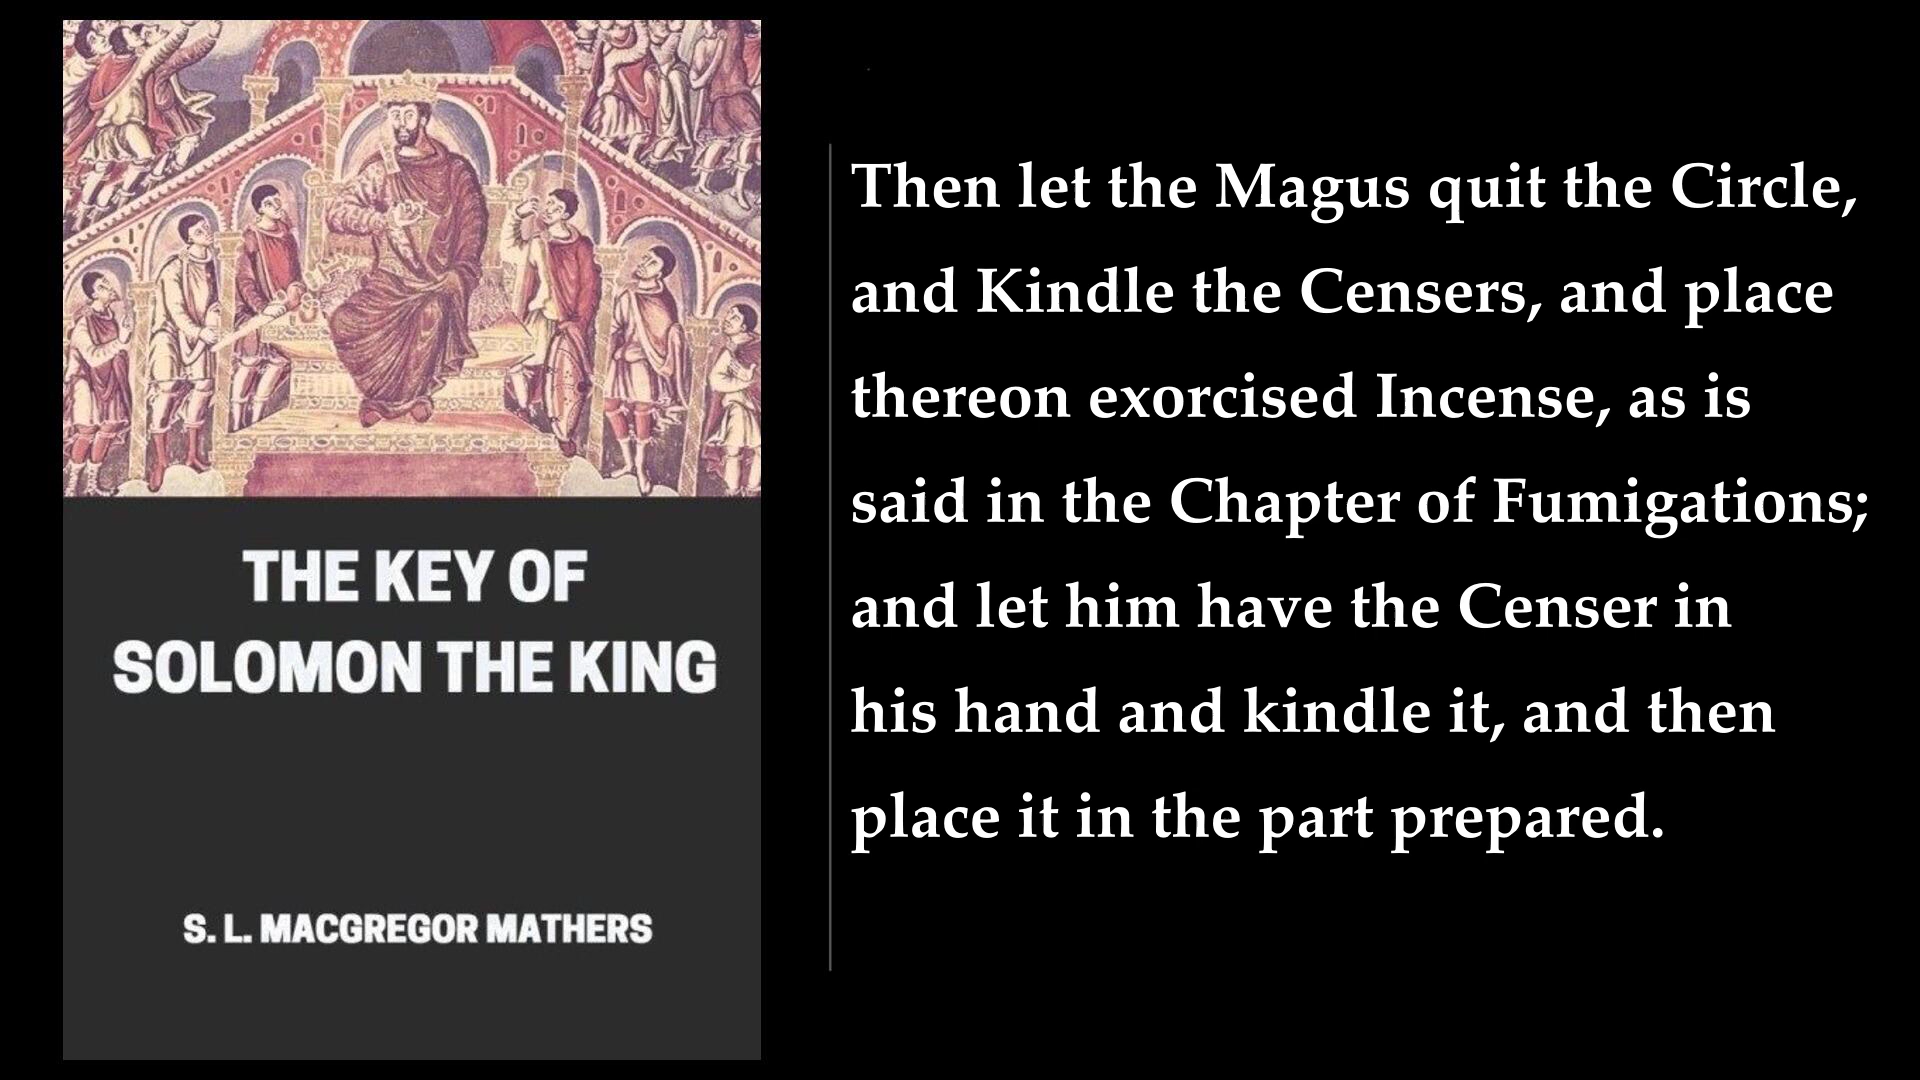 THE KEY OF
SOLOMON THE KING
S. L. MACGREGOR MATHERS
Then let the Magus quit the Circle,
and Kindle the Censers, and place
thereon exorcised Incense, as is
said in the Chapter of Fumigations;
and let him have the Censer in
his hand and kindle it, and then
place it in the part prepared.